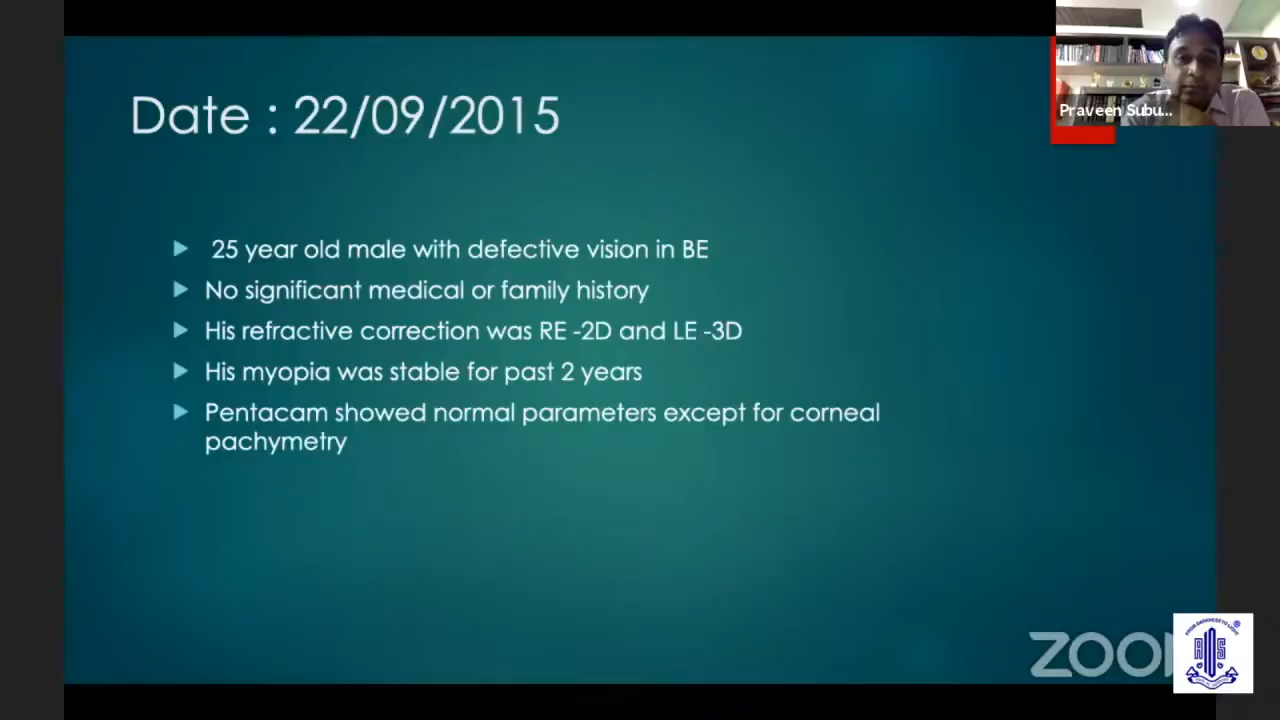 Date : 22/09/2015
Praveen Subu...
25 year old male with defective vision in BE
No significant medical or family history
His refractive correction was RE -2D and LE -3D
His myopia was stable for past 2 years
Pentacam showed normal parameters except for corneal
pachymetry
ZOO